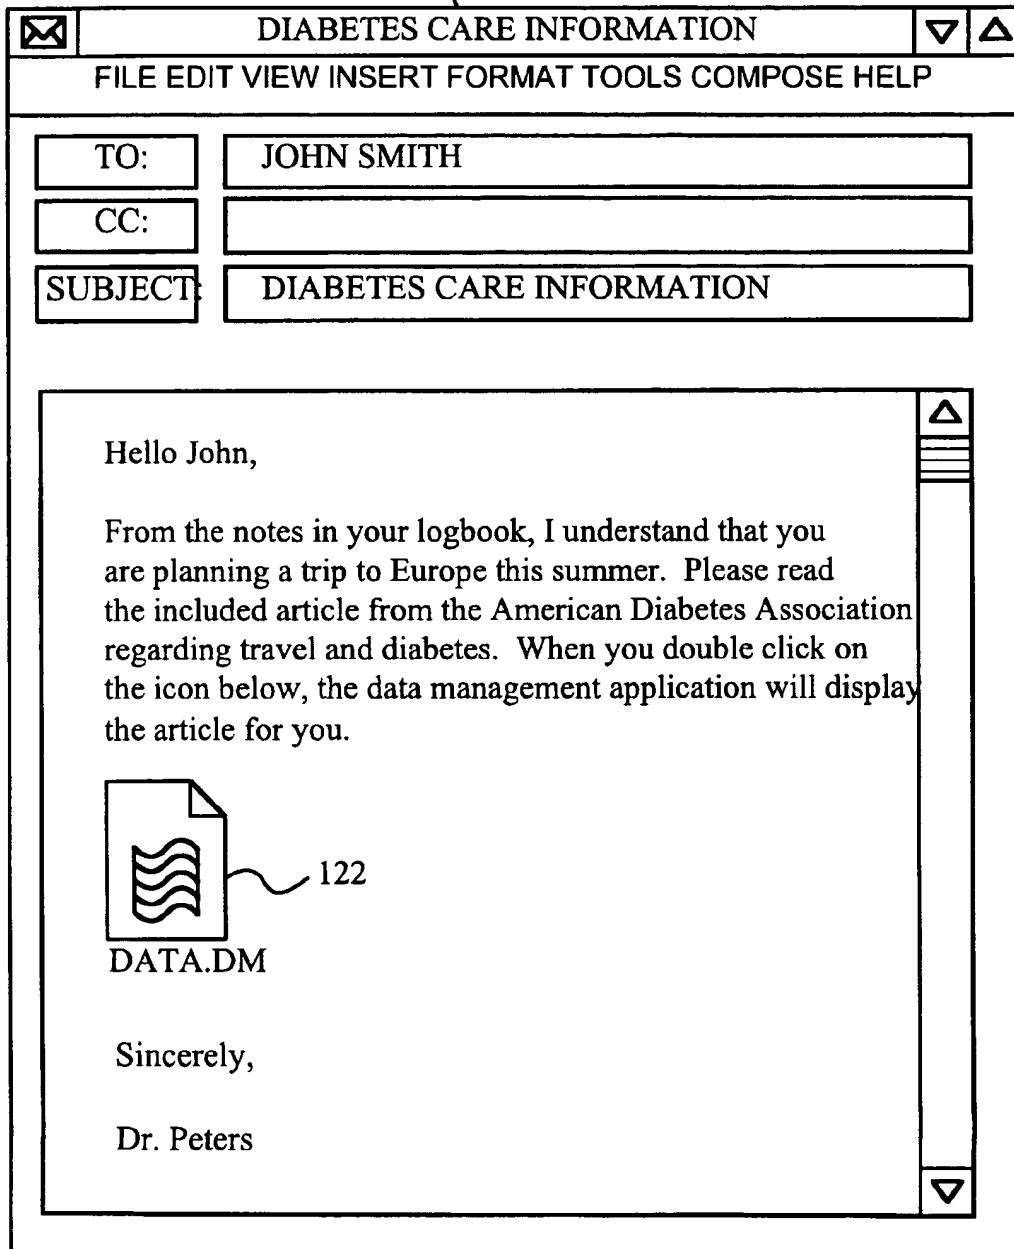 DIABETES CARE INFORMATION
FILE EDIT VIEW INSERT FORMAT TOOLS COMPOSE HELP
TO: JOHN SMITH
CC:
SUBJECT: DIABETES CARE INFORMATION
Hello John,
From the notes in your logbook, I understand that you
are planning a trip to Europe this summer. Please read
the included article from the American Diabetes Association
regarding travel and diabetes. When you double click on
the icon below, the data management application will display
the article for you.
122
DATA.DM
Sincerely,
Dr. Peters